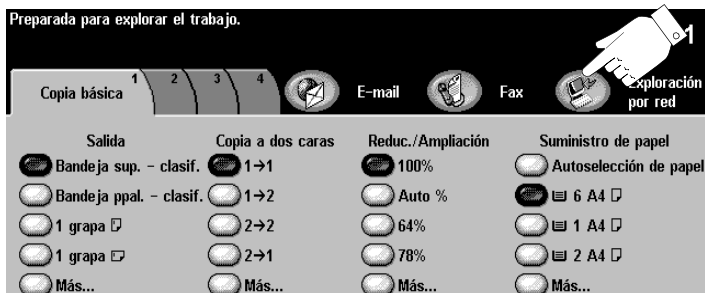 Preparada para explorar el trabajo.
1
1 2 3 4
Copia básica
E-mail
Fax
Exploración
por red
Salida Copia a dos caras Reduc./Ampliación Suministro de papel
Bandeja sup. - clasif. 1→1 100% Autoselección de papel
Bandeja ppal. - clasif. 1→2 Auto % 6 A4
1 grapa 2→2 64% 1 A4
1 grapa 2→1 78% 2 A4
Más... Más... Más... Más...